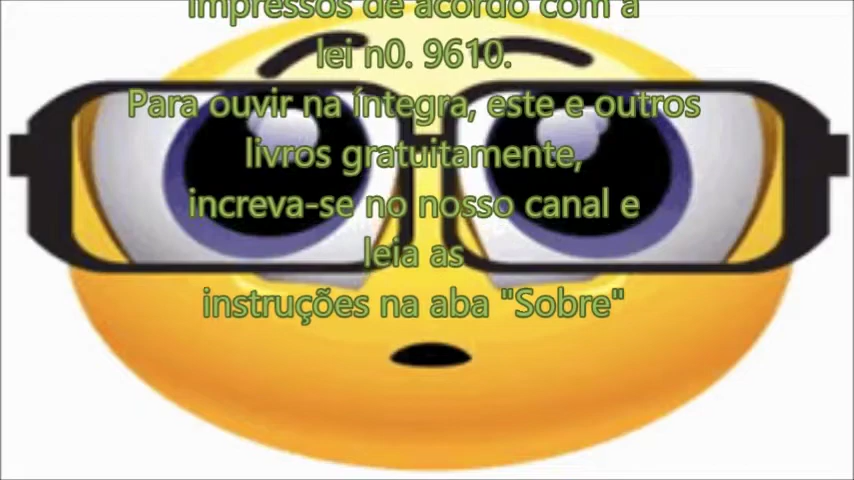 impressos de acordo com a
lei n0. 9610.
Para ouvir na íntegra, este e outros
livros gratuitamente,
increva-se no nosso canal e
leia as
instruções na aba "Sobre"